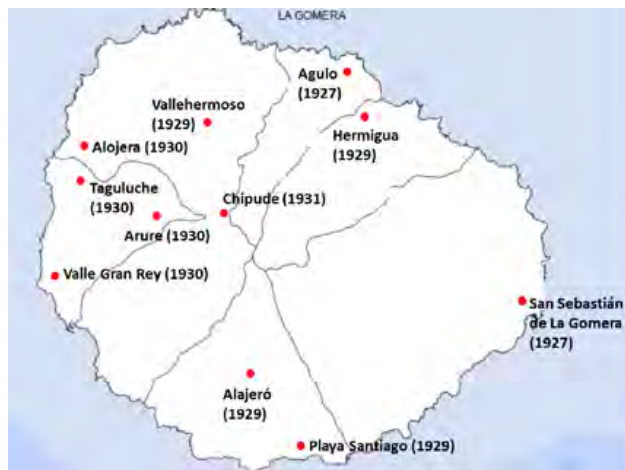 LA GOMERA
Agulo
(1927)
Vallehermoso
(1929)
Hermigua
(1929)
Alojera (1930)
Taguluche
(1930)
Chipude (1931)
Arure (1930)
Valle Gran Rey (1930)
San Sebastián
de La Gomera
(1927)
Alajeró
(1929)
Playa Santiago (1929)